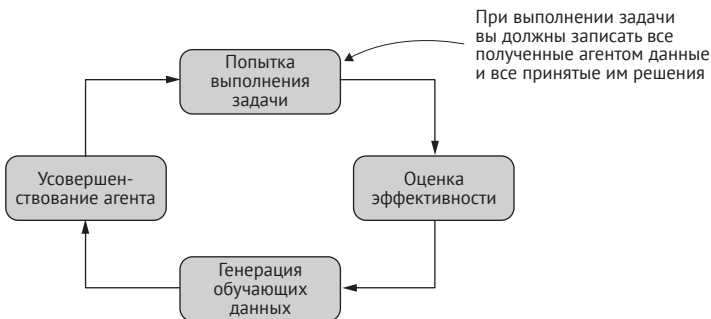 При выполнении задачи
вы должны записать все
полученные агентом данные
и все принятые им решения
Попытка
выполнения
задачи
Усовершен-
ствование агента
Оценка
эффективности
Генерация
обучающих
данных